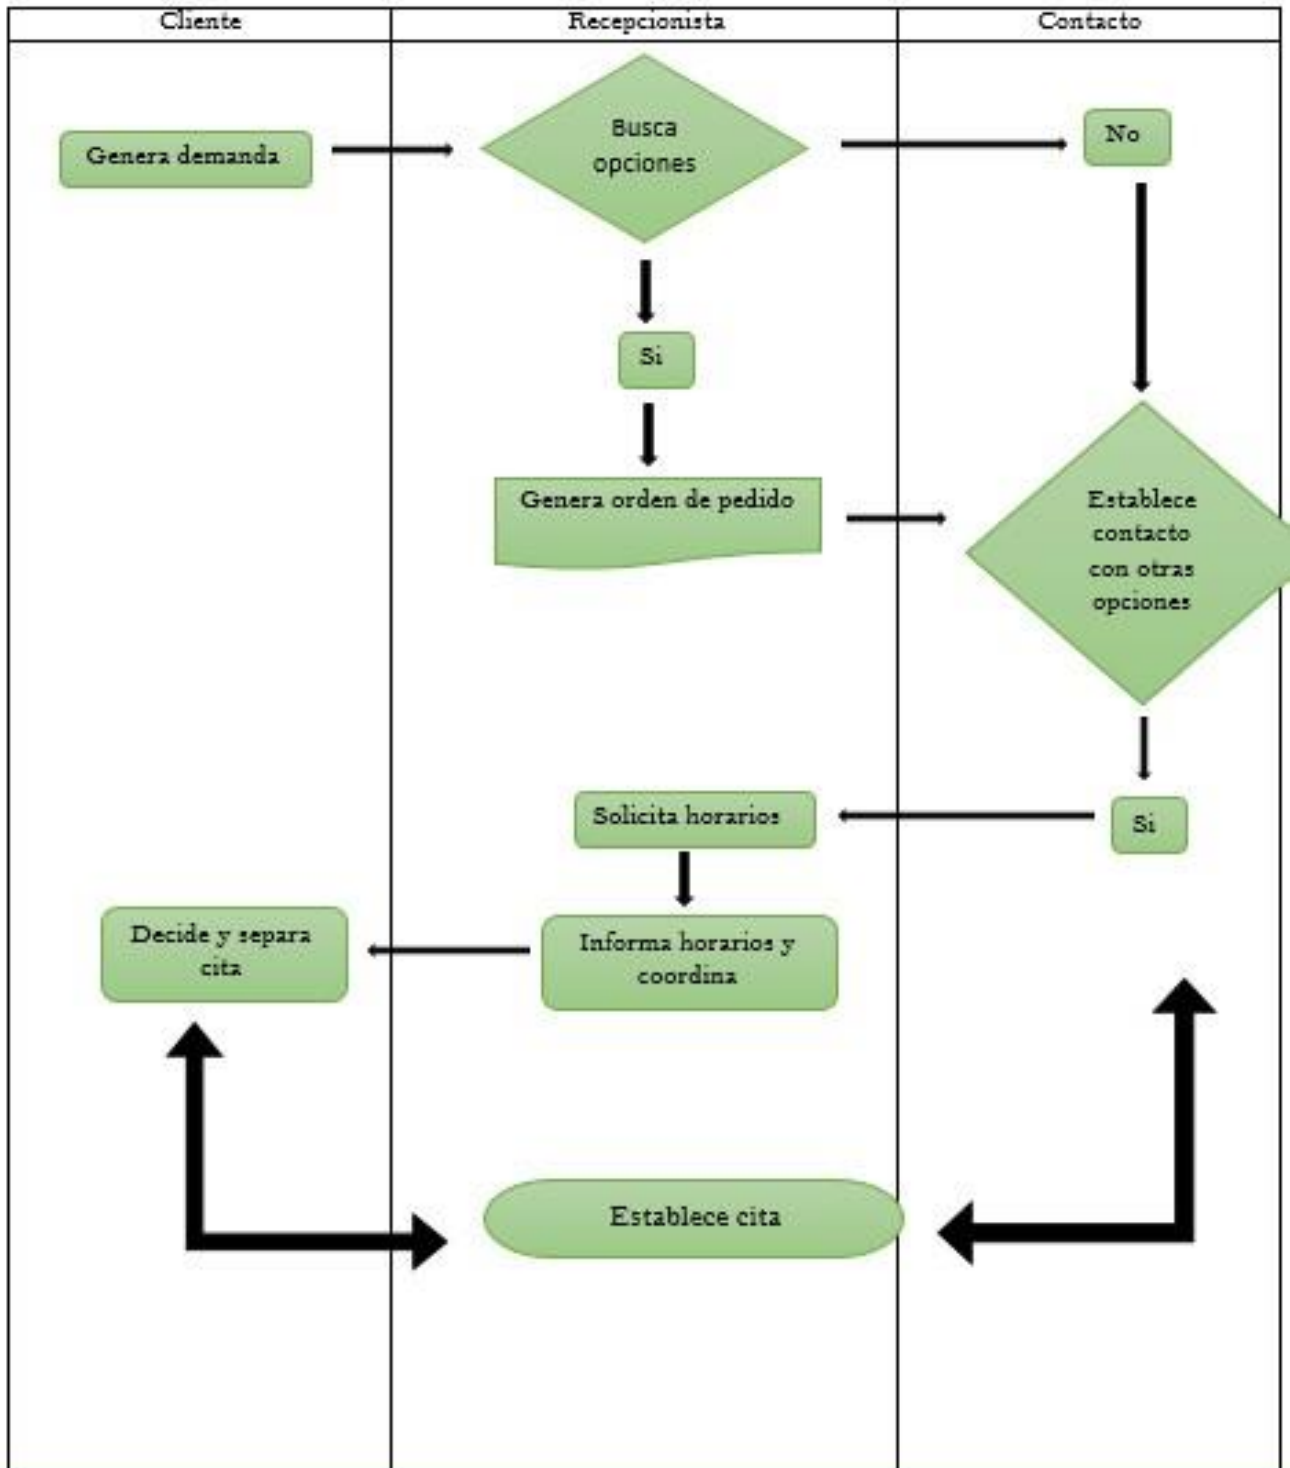 Cliente
Recepcionista
Contacto
Genera demanda
Busca
opciones
No
Si
Genera orden de pedido
Establece
contacto
con otras
opciones
Solicita horarios
Si
Decide y separa
cita
Informa horarios y
coordina
Establece cita